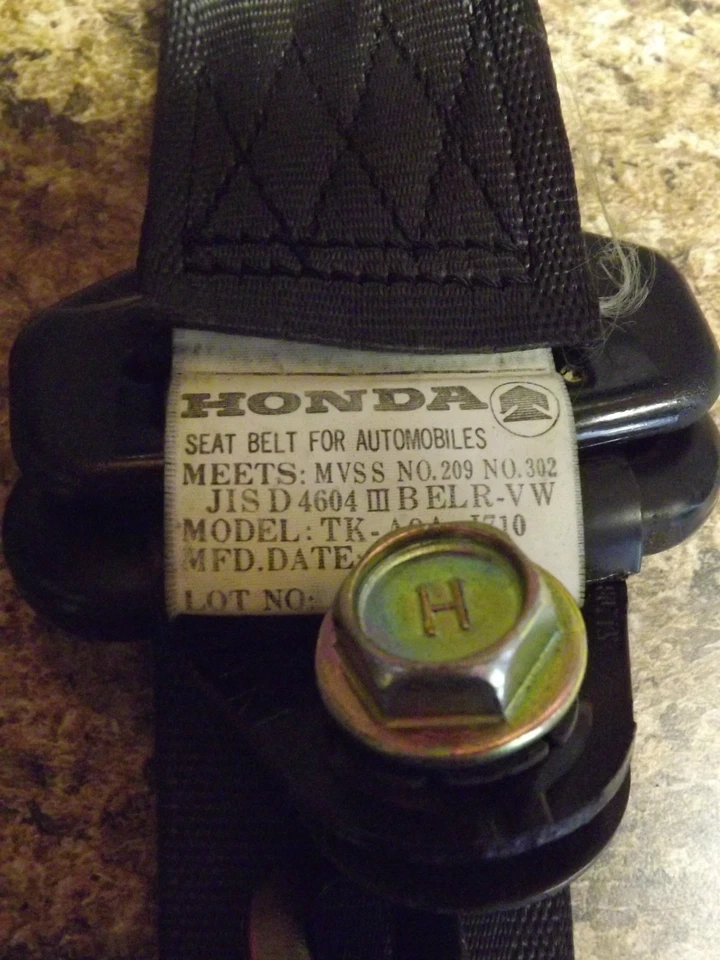 HONDA
SEAT BELT FOR AUTOMOBILES
MEETS: MVSS NO.209 NO.302
JIS D 4604 III B ELR-VW
MODEL: TK- J710
MFD.DATE:
LOT NO:
H